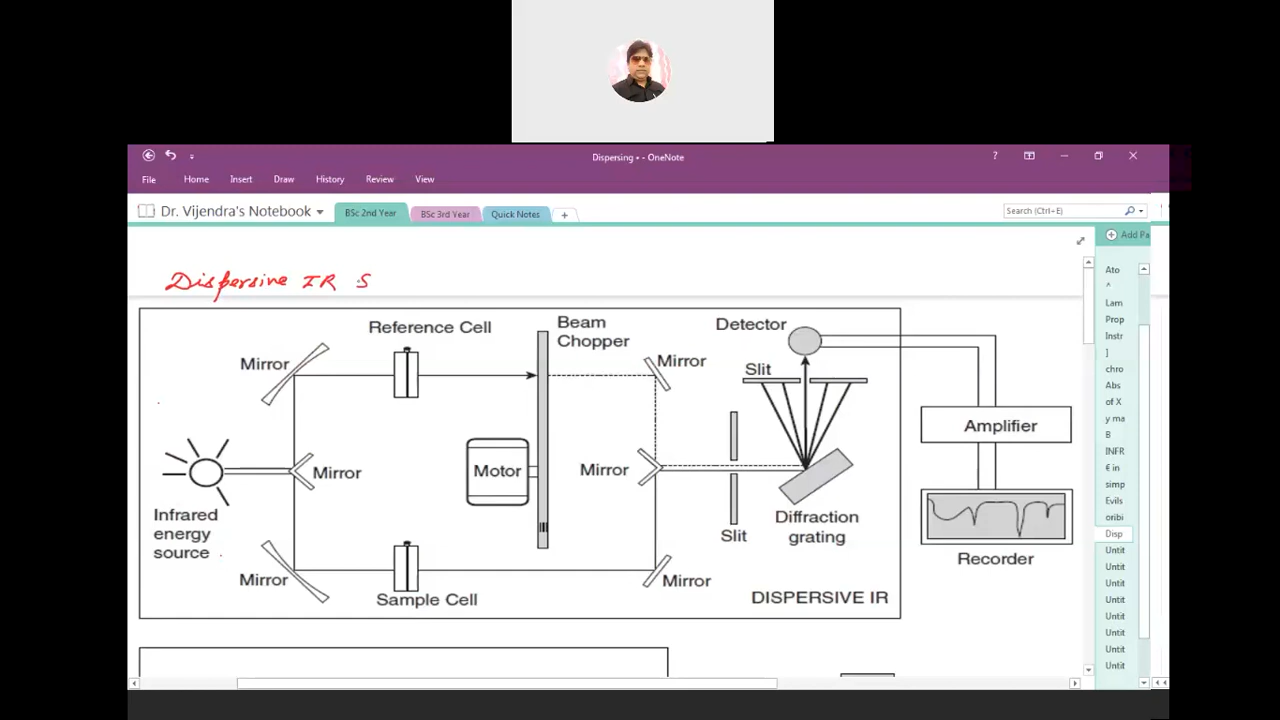 Dispersing • - OneNote
?
File Home Insert Draw History Review View
Dr. Vijendra's Notebook
BSc 2nd Year
BSc 3rd Year
Quick Notes
Search (Ctrl+E)
Add Pa
Dispersive IR S
Reference Cell
Beam
Chopper
Detector
Mirror
Mirror
Slit
Amplifier
Motor
Mirror
Mirror
Infrared
energy
source
Slit
Diffraction
grating
Recorder
Mirror
Sample Cell
Mirror
DISPERSIVE IR
Ato
^
Lam
Prop
Instr
]
chro
Abs
of X
y ma
B
INFR
€ in
simp
Evils
oribi
Disp
Untit
Untit
Untit
Untit
Untit
Untit
Untit
Untit